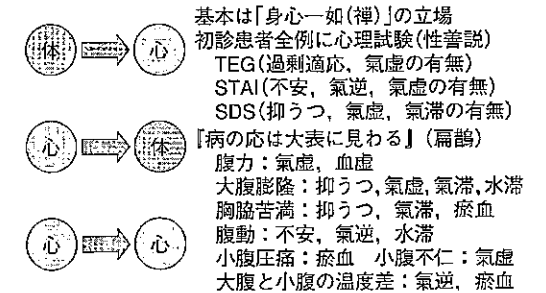 体 心
基本は「身心一如(禅)」の立場
初診患者全例に心理試験(性善説)
TEG(過剰適応、氣虚の有無)
STAI(不安，氣逆，氣虚の有無)
SDS(抑うつ，氣虚，氣滞の有無)
心 体
『病の応は大表に見わる』(扁鵲)
腹力：氣虚，血虚
大腹膨隆：抑うつ,氣虚,氣滞,水滞
胸脇苦満：抑うつ，氣滞，瘀血
心 心
腹動：不安，氣逆，水滞
小腹圧痛：瘀血 小腹不仁：氣虚
大腹と小腹の温度差：氣逆，瘀血